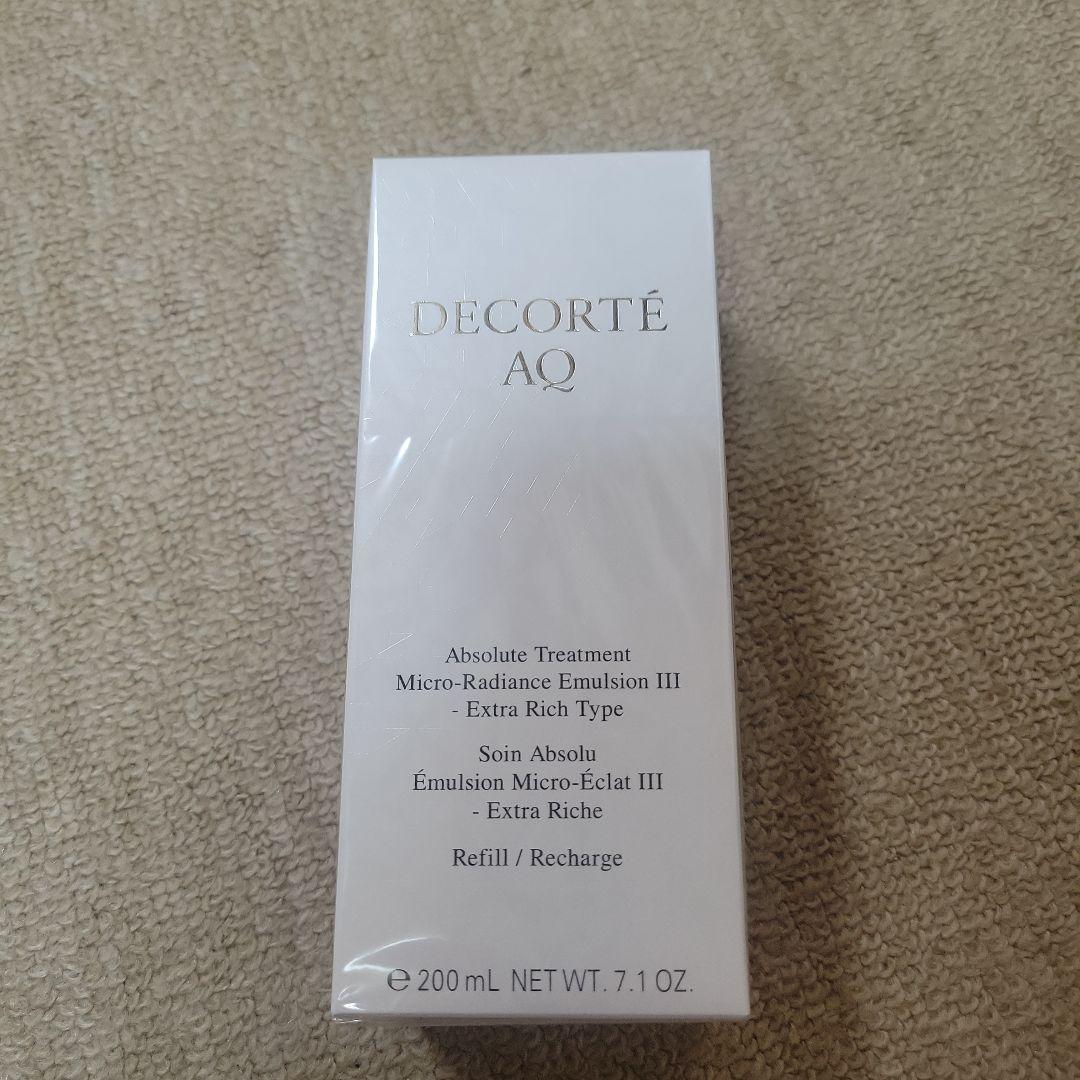 DECORTÉ
AQ
Absolute Treatment
Micro-Radiance Emulsion III
- Extra Rich Type
Soin Absolu
Émulsion Micro-Éclat III
- Extra Riche
Refill / Recharge
℮ 200 mL NET WT. 7.1 OZ.